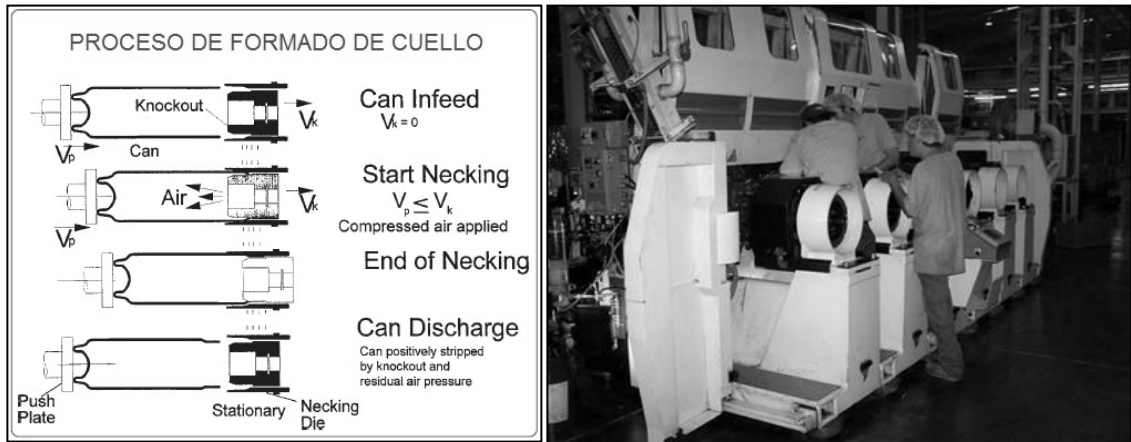 PROCESO DE FORMADO DE CUELLO
Knockout
Can Infeed
Vk = 0
Vk
Vp
Can
Start Necking
Air
Vp ≤ Vk
Vk
Compressed air applied
Vp
End of Necking
Can Discharge
Can positively stripped
by knockout and
residual air pressure
Push
Plate
Stationary
Necking
Die